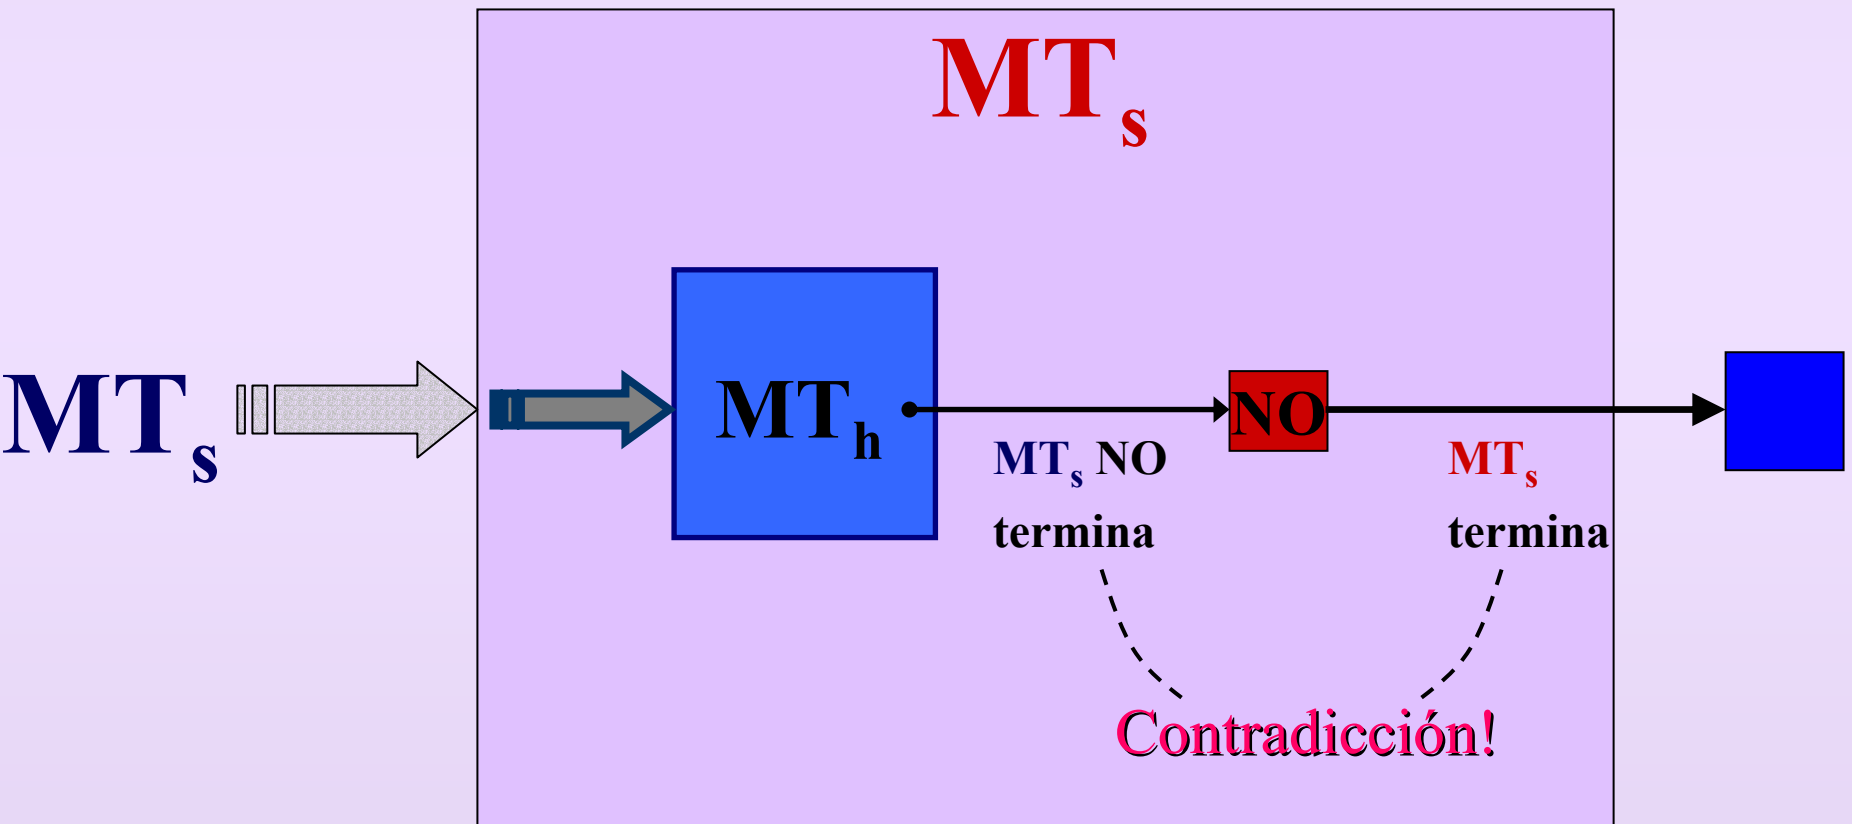 MTs
MTs
MTh
NO
MTs NO
termina
MTs
termina
Contradicción!